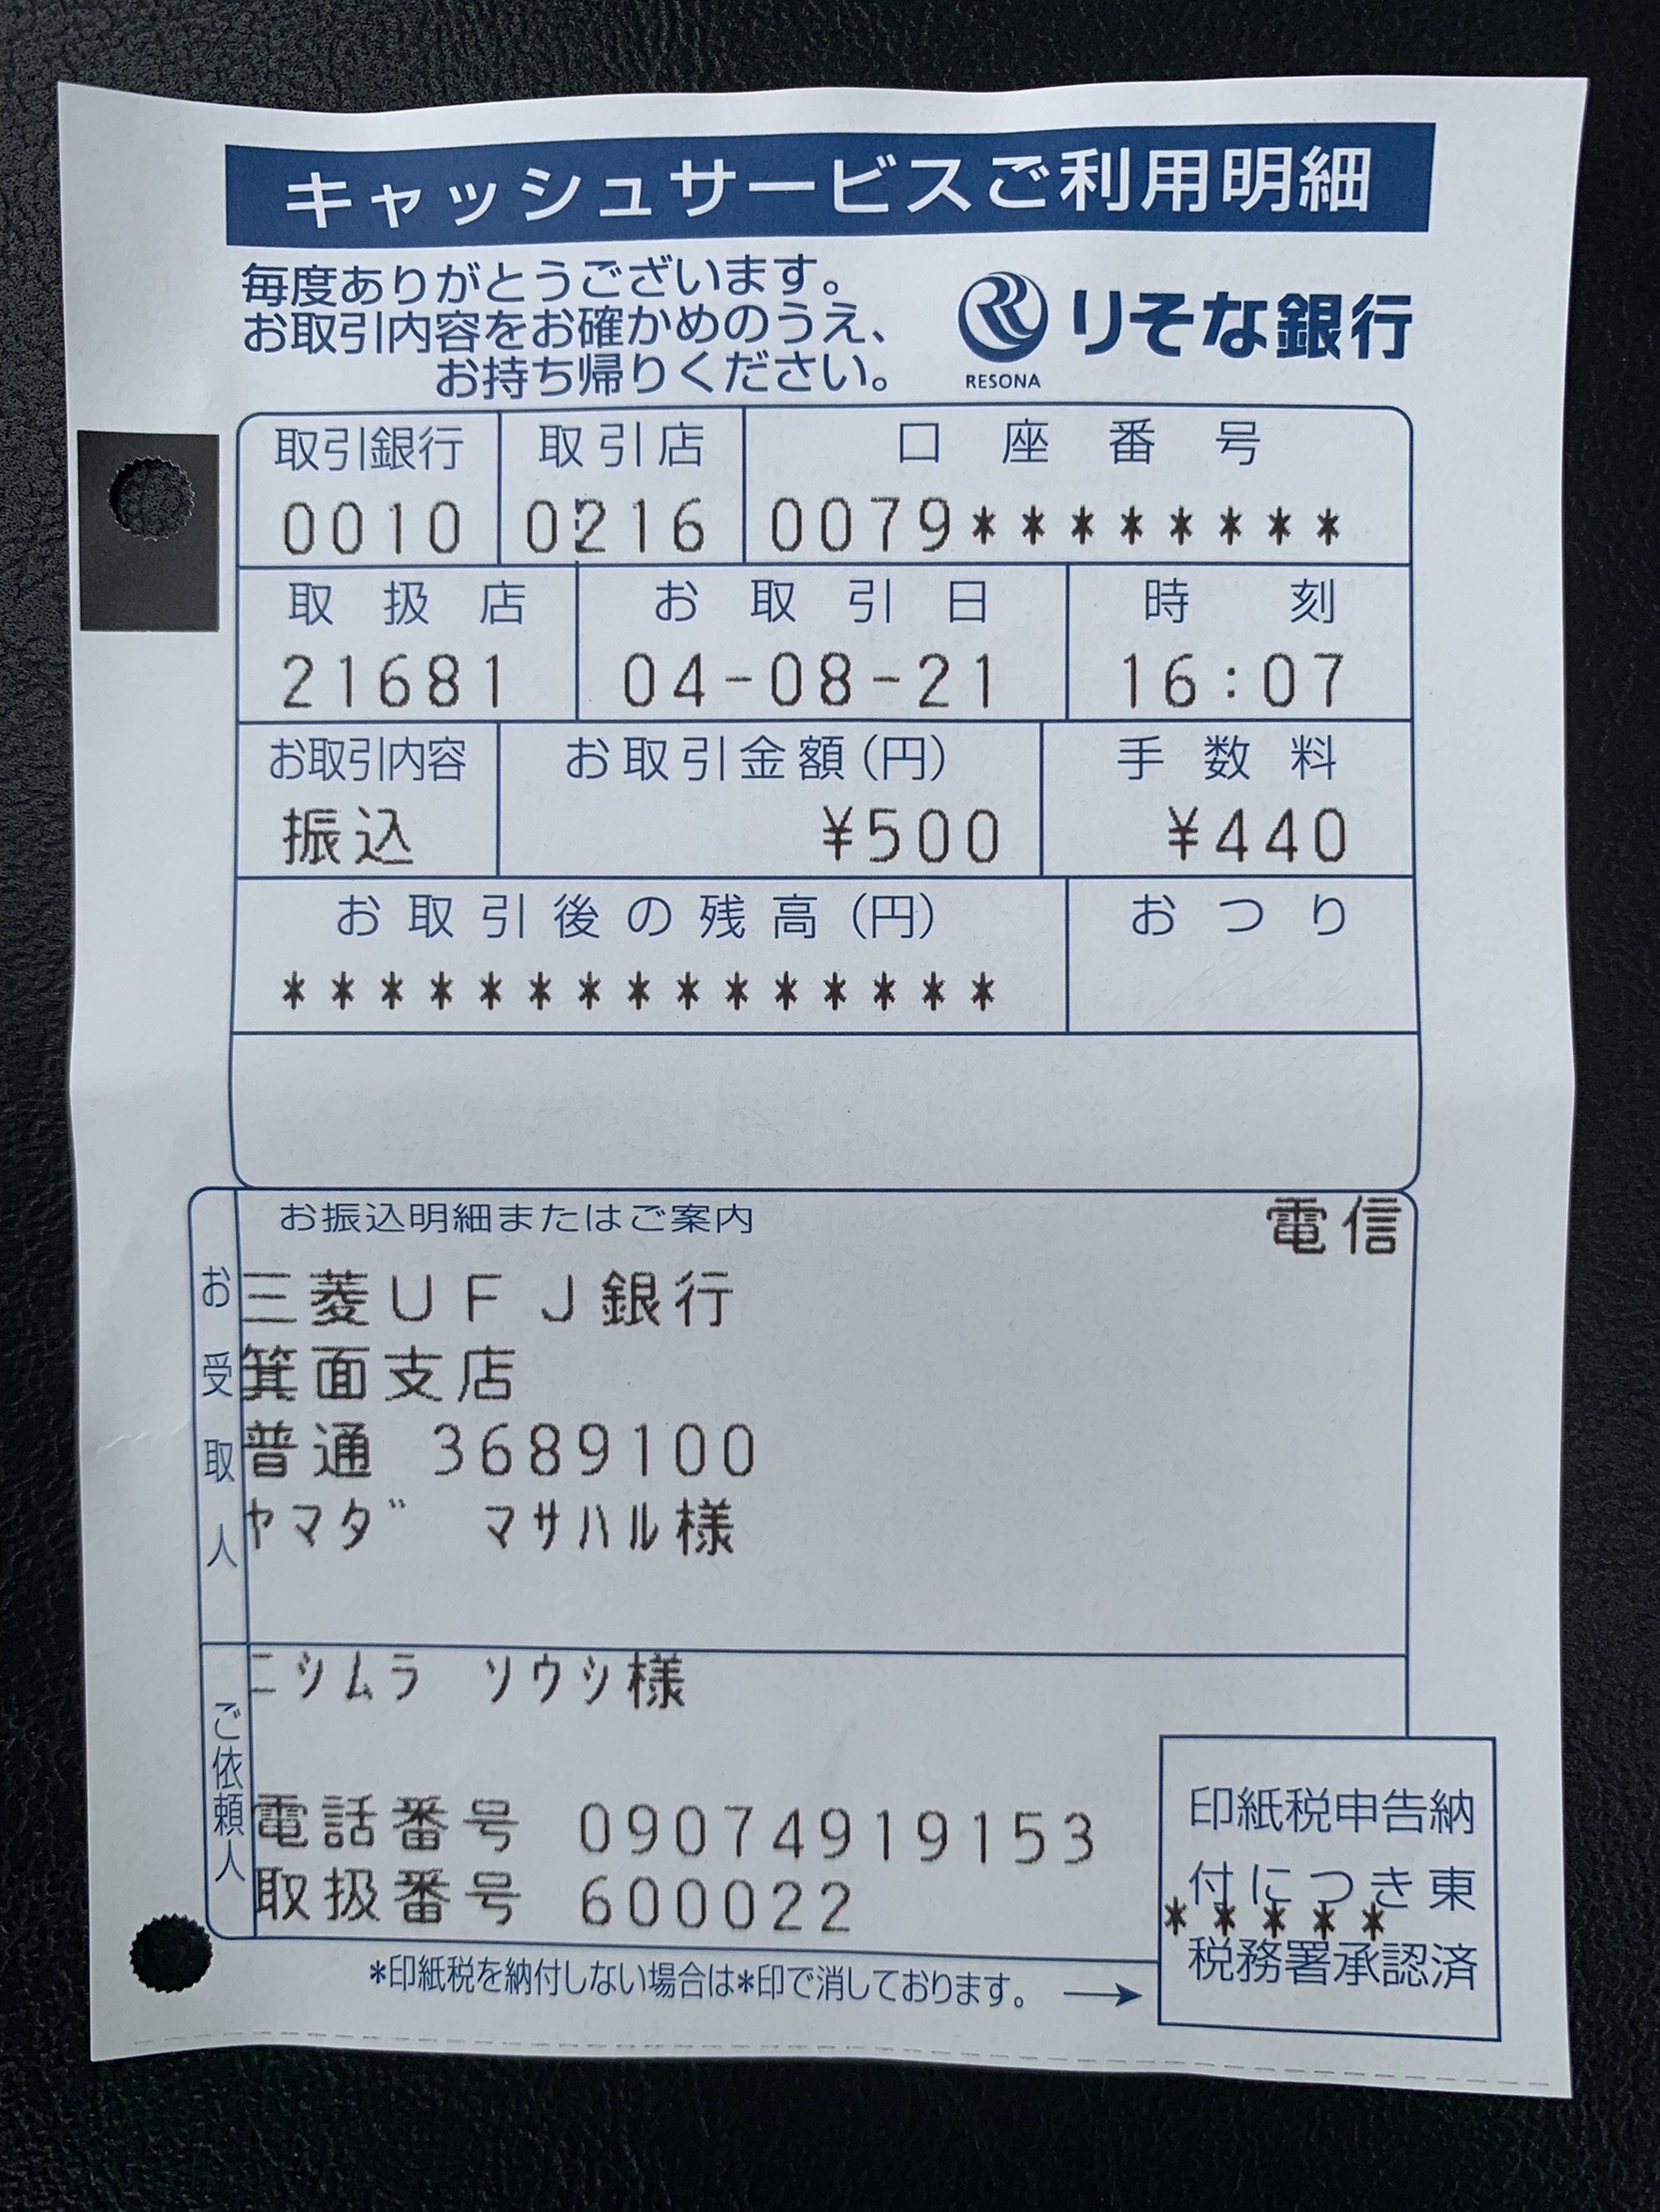 キャッシュサービスご利用明細
毎度ありがとうございます。
お取引内容をお確かめのうえ、
お持ち帰りください。
りそな銀行
RESONA
取引銀行 取引店 口座番号
0010 0216 0079********
取扱店 お取引日 時刻
21681 04-08-21 16:07
お取引内容 お取引金額(円) 手数料
振込 ¥500 ¥440
お取引後の残高(円) おつり
***************
お振込明細またはご案内 電信
お受取人
三菱UFJ銀行
箕面支店
普通 3689100
ヤマダ マサハル様
ご依頼人
ニシムラ ソウシ様
電話番号 09074919153
取扱番号 600022
印紙税申告納
付につき東
*****
税務署承認済
*印紙税を納付しない場合は*印で消しております。 →